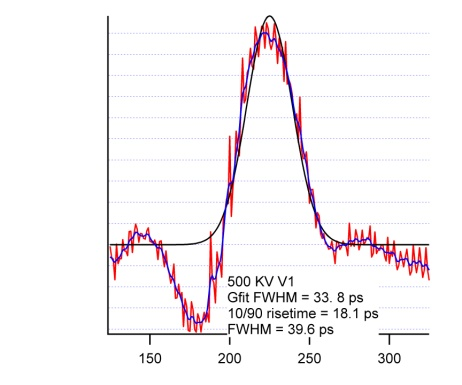 500 KV V1
Gfit FWHM = 33. 8 ps
10/90 risetime = 18.1 ps
FWHM = 39.6 ps
150 200 250 300